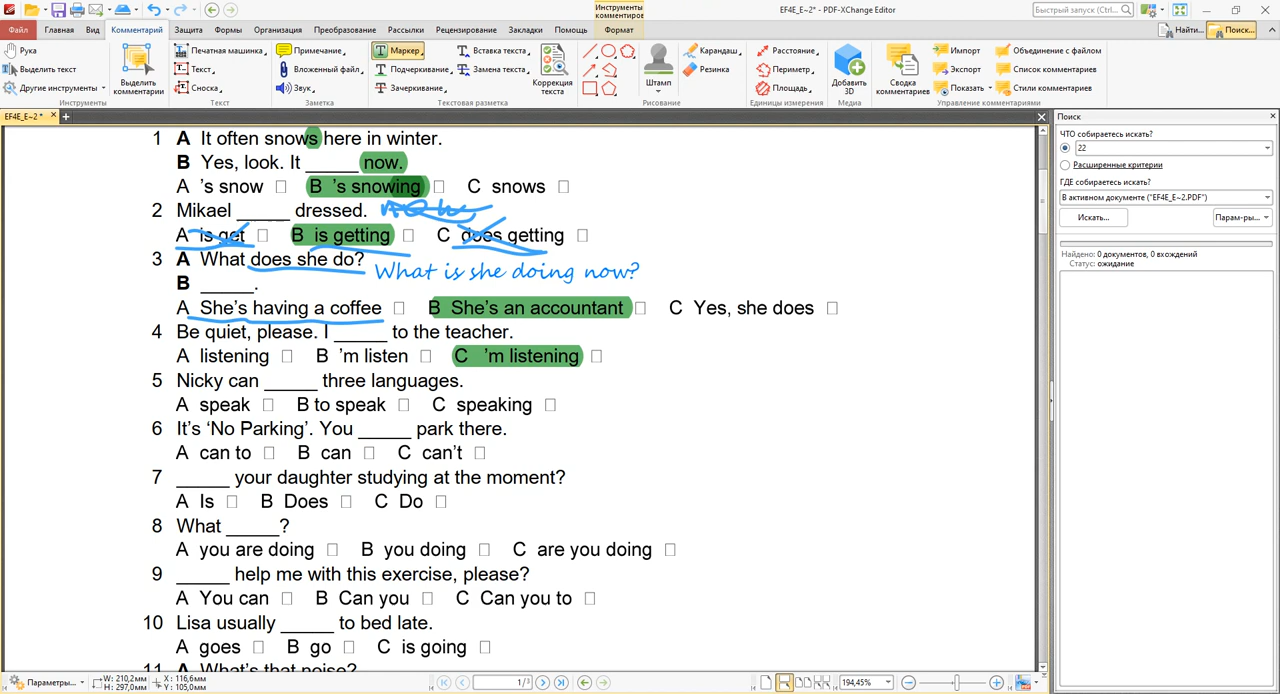 EF4E_E~2* - PDF-XChange Editor
Инструменты комментиров
Быстрый запуск (Ctrl...
Файл Главная Вид Комментарий Защита Формы Организация Преобразование Рассылки Рецензирование Закладки Помощь Формат Найти... Поиск...
Рука
Выделить текст
Другие инструменты
Инструменты
Выделить комментарии
Печатная машинка
Текст
Сноска
Текст
Примечание
Вложенный файл
Звук
Заметка
Маркер
Подчеркивание
Зачеркивание
Вставка текста
Замена текста
Коррекция текста
Текстовая разметка
Штамп
Карандаш
Резинка
Рисование
Расстояние
Периметр
Площадь
Единицы измерения
Добавить 3D
Медиа
Сводка комментариев
Импорт
Экспорт
Показать
Объединение с файлом
Список комментариев
Стили комментариев
Управление комментариями
EF4E_E~2 *
1 A It often snows here in winter.
B Yes, look. It _____ now.
A 's snow B 's snowing C snows
2 Mikael _____ dressed. now
A is get B is getting C does getting
3 A What does she do? What is she doing now?
B _____.
A She's having a coffee B She's an accountant C Yes, she does
4 Be quiet, please. I _____ to the teacher.
A listening B 'm listen C 'm listening
5 Nicky can _____ three languages.
A speak B to speak C speaking
6 It's ‘No Parking’. You _____ park there.
A can to B can C can't
7 _____ your daughter studying at the moment?
A Is B Does C Do
8 What _____?
A you are doing B you doing C are you doing
9 _____ help me with this exercise, please?
A You can B Can you C Can you to
10 Lisa usually _____ to bed late.
A goes B go C is going
11 A What's that noise?
Поиск
ЧТО собираетесь искать?
22
Расширенные критерии
ГДЕ собираетесь искать?
В активном документе ("EF4E_E~2.PDF")
Искать... Парам-ры...
Найдено: 0 документов, 0 вхождений
Статус: ожидание
Параметры... W: 210,2мм H: 297,0мм X: 116,6мм Y: 105,0мм 1/3 194,45%